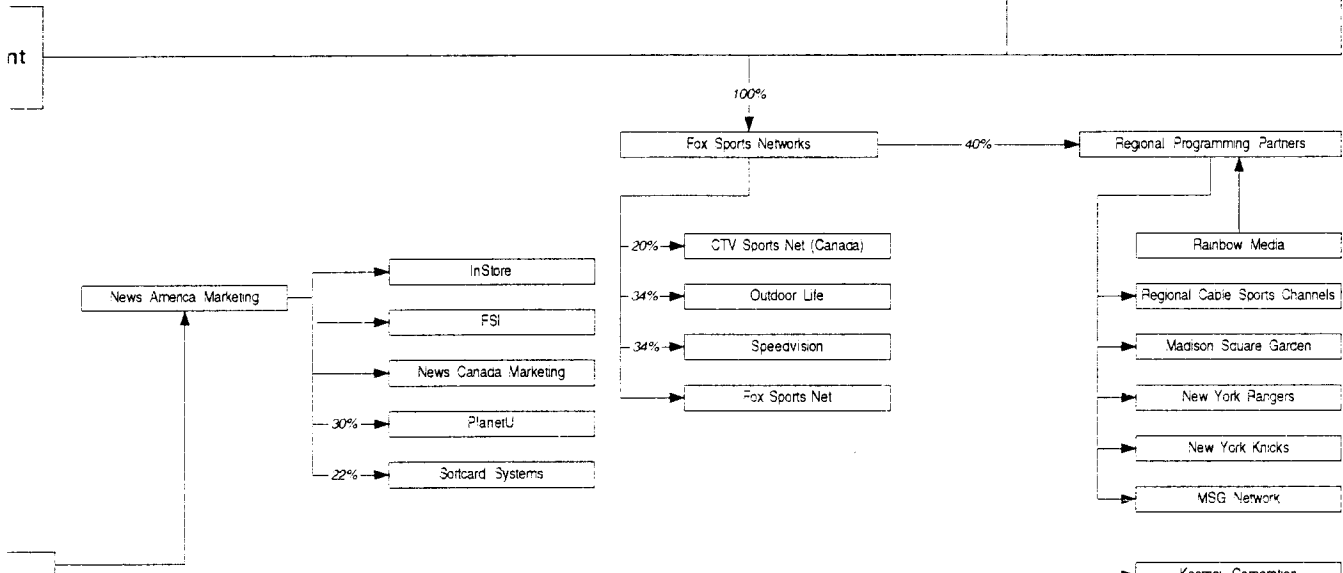 nt
100%
Fox Sports Networks
40%
Regional Programming Partners
20%
CTV Sports Net (Canada)
Rainbow Media
InStore
News America Marketing
34%
Outdoor Life
Regional Cable Sports Channels
FSI
34%
Speedvision
Madison Square Garden
News Canada Marketing
Fox Sports Net
New York Rangers
30%
PlanetU
New York Knicks
22%
Softcard Systems
MSG Network